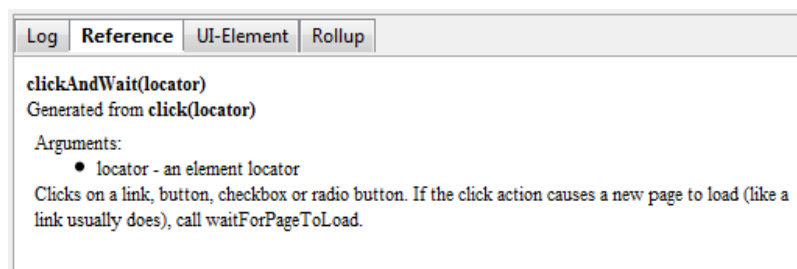 Log Reference UI-Element Rollup
clickAndWait(locator)
Generated from click(locator)
Arguments:
● locator - an element locator
Clicks on a link, button, checkbox or radio button. If the click action causes a new page to load (like a
link usually does), call waitForPageToLoad.